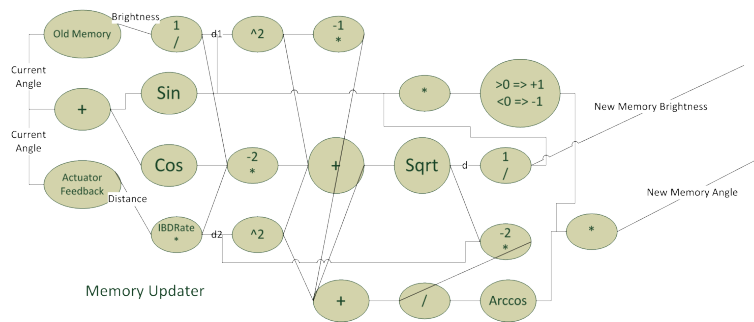 Brightness
Old Memory
1
/
d1
^2
-1
*
Current
Angle
+
Sin
*
>0 => +1
<0 => -1
New Memory Brightness
Current
Angle
Cos
-2
*
+
Sqrt
d
1
/
Actuator
Feedback
Distance
New Memory Angle
IBDRate
*
d2
^2
-2
*
*
Memory Updater
+
/
Arccos